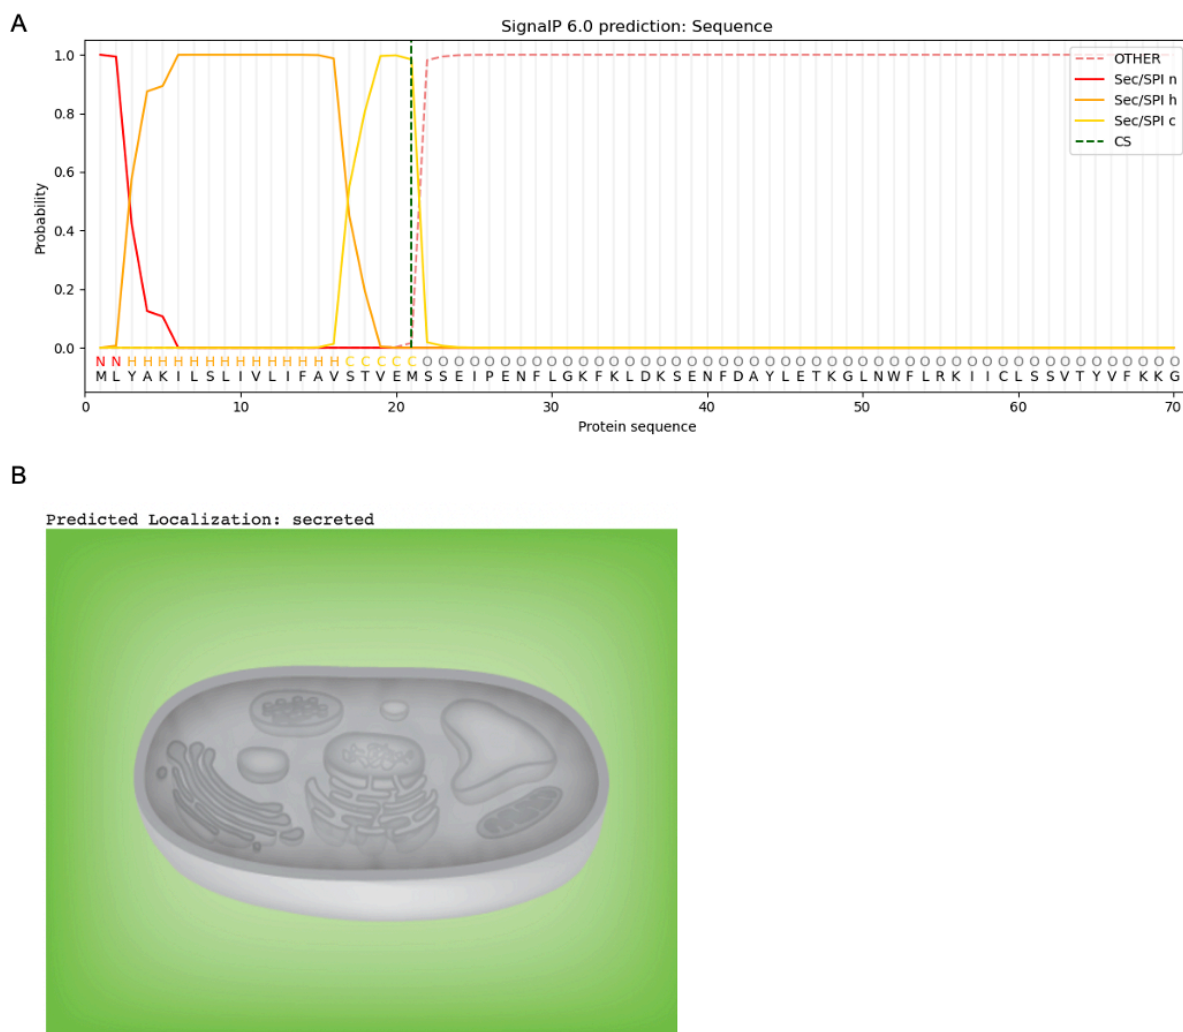 A
SignalP 6.0 prediction: Sequence
1.0
0.8
0.6
0.4
0.2
0.0
Probability
OTHER
Sec/SPI n
Sec/SPI h
Sec/SPI c
CS
N N H H H H H H H H H H H H H H C C C C C O O O O O O O O O O O O O O O O O O O O O O O O O O O O O O O O O O O O O O O O O O O O O O O O O
M L Y A K I L S L I V L I F A V S T V E M S S E I P E N F L G K F K L D K S E N F D A Y L E T K G L N W F L R K I I C L S S V T Y V F K K G
0 10 20 30 40 50 60 70
Protein sequence
B
Predicted Localization: secreted